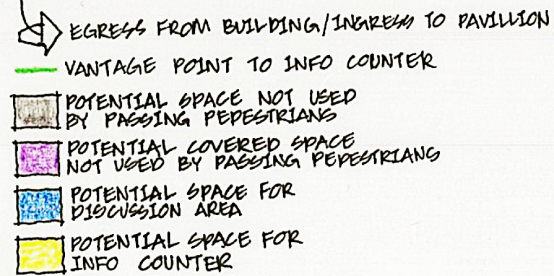 EGRESS FROM BUILDING/INGRESS TO PAVILLION
VANTAGE POINT TO INFO COUNTER
POTENTIAL SPACE NOT USED
BY PASSING PEDESTRIANS
POTENTIAL COVERED SPACE
NOT USED BY PASSING PEDESTRIANS
POTENTIAL SPACE FOR
DISCUSSION AREA
POTENTIAL SPACE FOR
INFO COUNTER